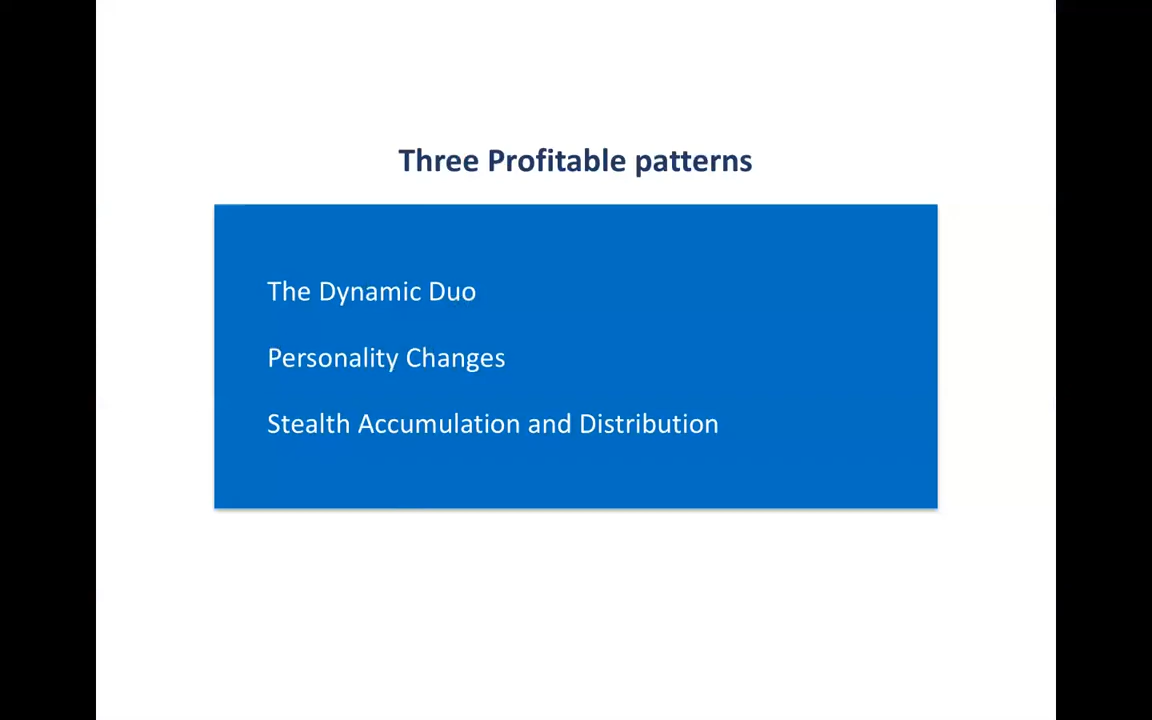 Three Profitable patterns
The Dynamic Duo
Personality Changes
Stealth Accumulation and Distribution